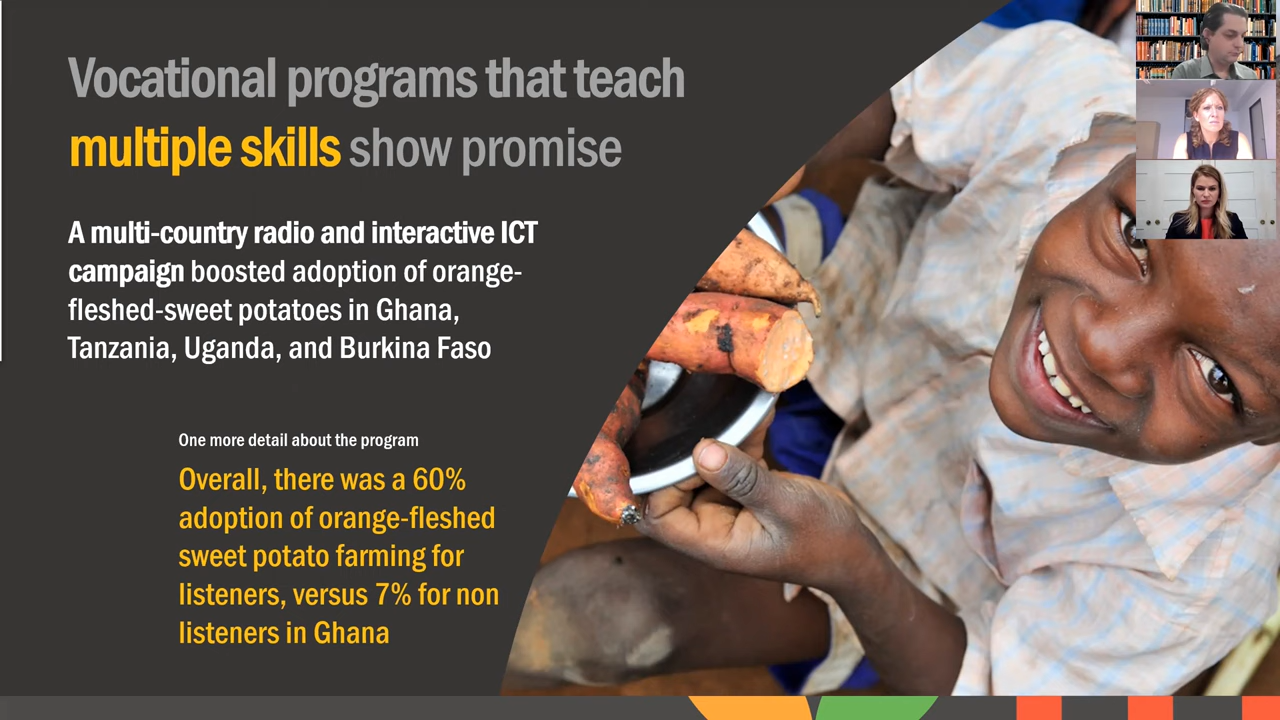 Vocational programs that teach
multiple skills show promise
A multi-country radio and interactive ICT
campaign boosted adoption of orange-
fleshed-sweet potatoes in Ghana,
Tanzania, Uganda, and Burkina Faso
One more detail about the program
Overall, there was a 60%
adoption of orange-fleshed
sweet potato farming for
listeners, versus 7% for non
listeners in Ghana